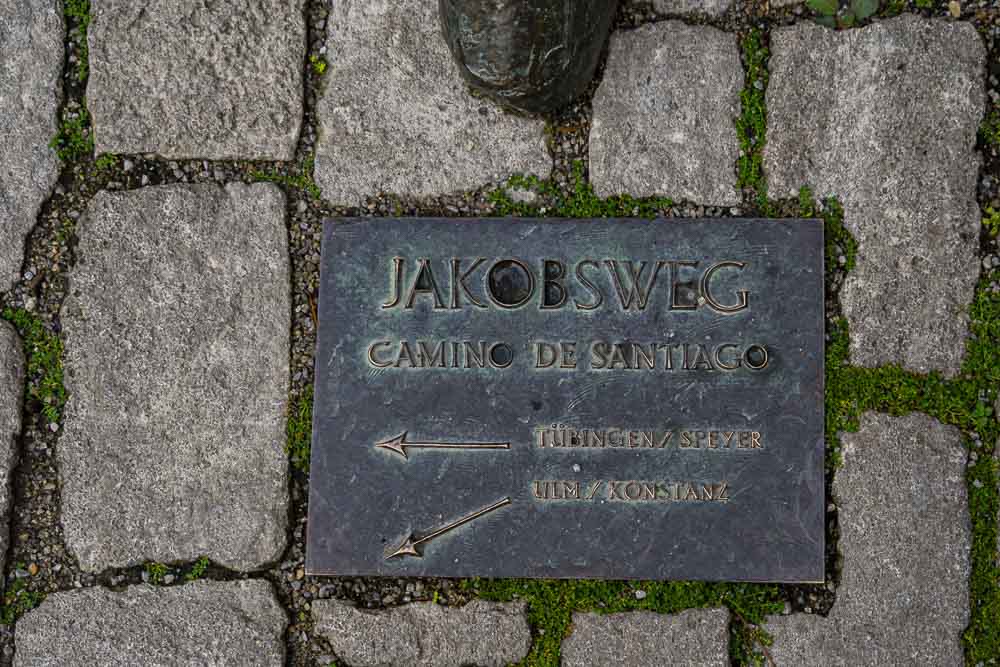 JAKOBSWEG
CAMINO DE SANTIAGO
TÜBINGEN / SPEYER
ULM / KONSTANZ